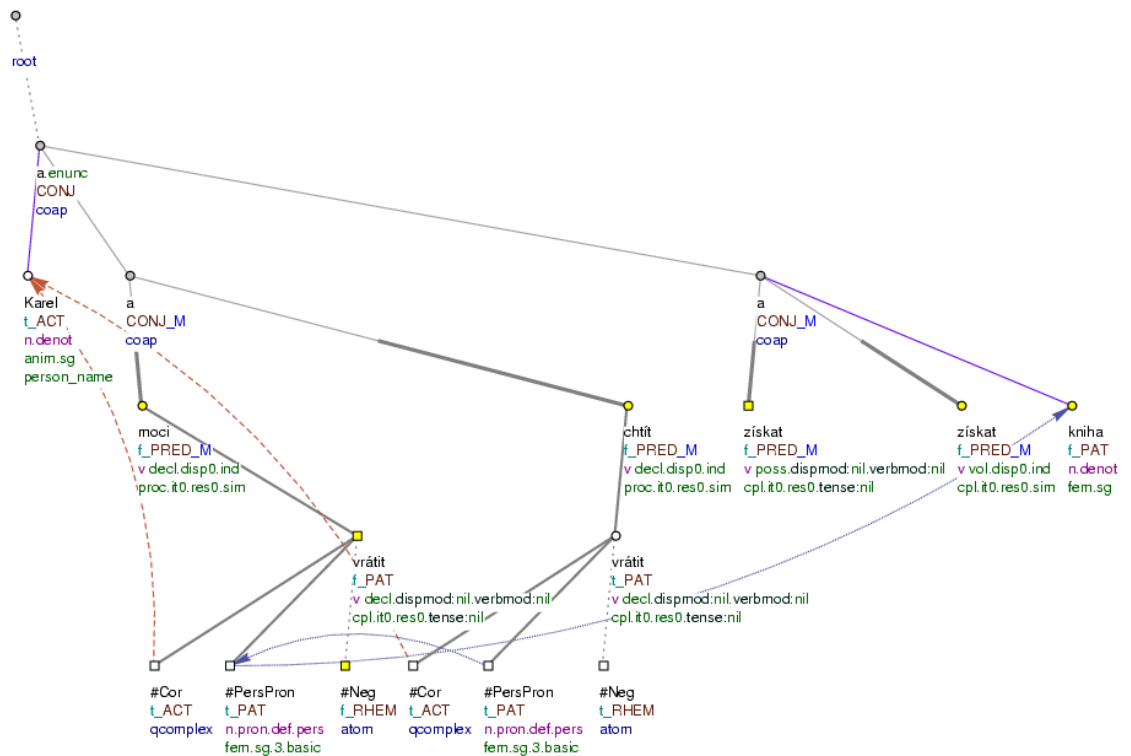 root
a.enunc
CONJ
coap
Karel
t_ACT
n.denot
anim.sg
person_name
a
CONJ_M
coap
a
CONJ_M
coap
moci
f_PRED_M
v decl.disp0.ind
proc.it0.res0.sim
chtít
f_PRED_M
v decl.disp0.ind
proc.it0.res0.sim
získat
f_PRED_M
v poss.dispmod:nil.verbmod:nil
cpl.it0.res0.tense:nil
získat
f_PRED_M
v vol.disp0.ind
cpl.it0.res0.sim
kniha
f_PAT
n.denot
fem.sg
vrátit
f_PAT
v decl.dispmod:nil.verbmod:nil
cpl.it0.res0.tense:nil
vrátit
t_PAT
v decl.dispmod:nil.verbmod:nil
cpl.it0.res0.tense:nil
#Cor
t_ACT
qcomplex
#PersPron
t_PAT
n.pron.def.pers
fem.sg.3.basic
#Neg
f_RHEM
atom
#Cor
t_ACT
qcomplex
#PersPron
t_PAT
n.pron.def.pers
fem.sg.3.basic
#Neg
t_RHEM
atom